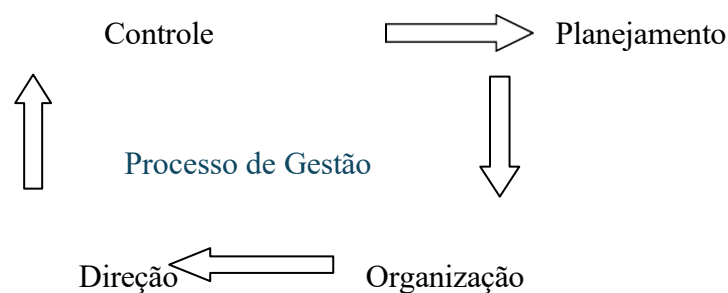 Controle Planejamento
Processo de Gestão
Direção Organização